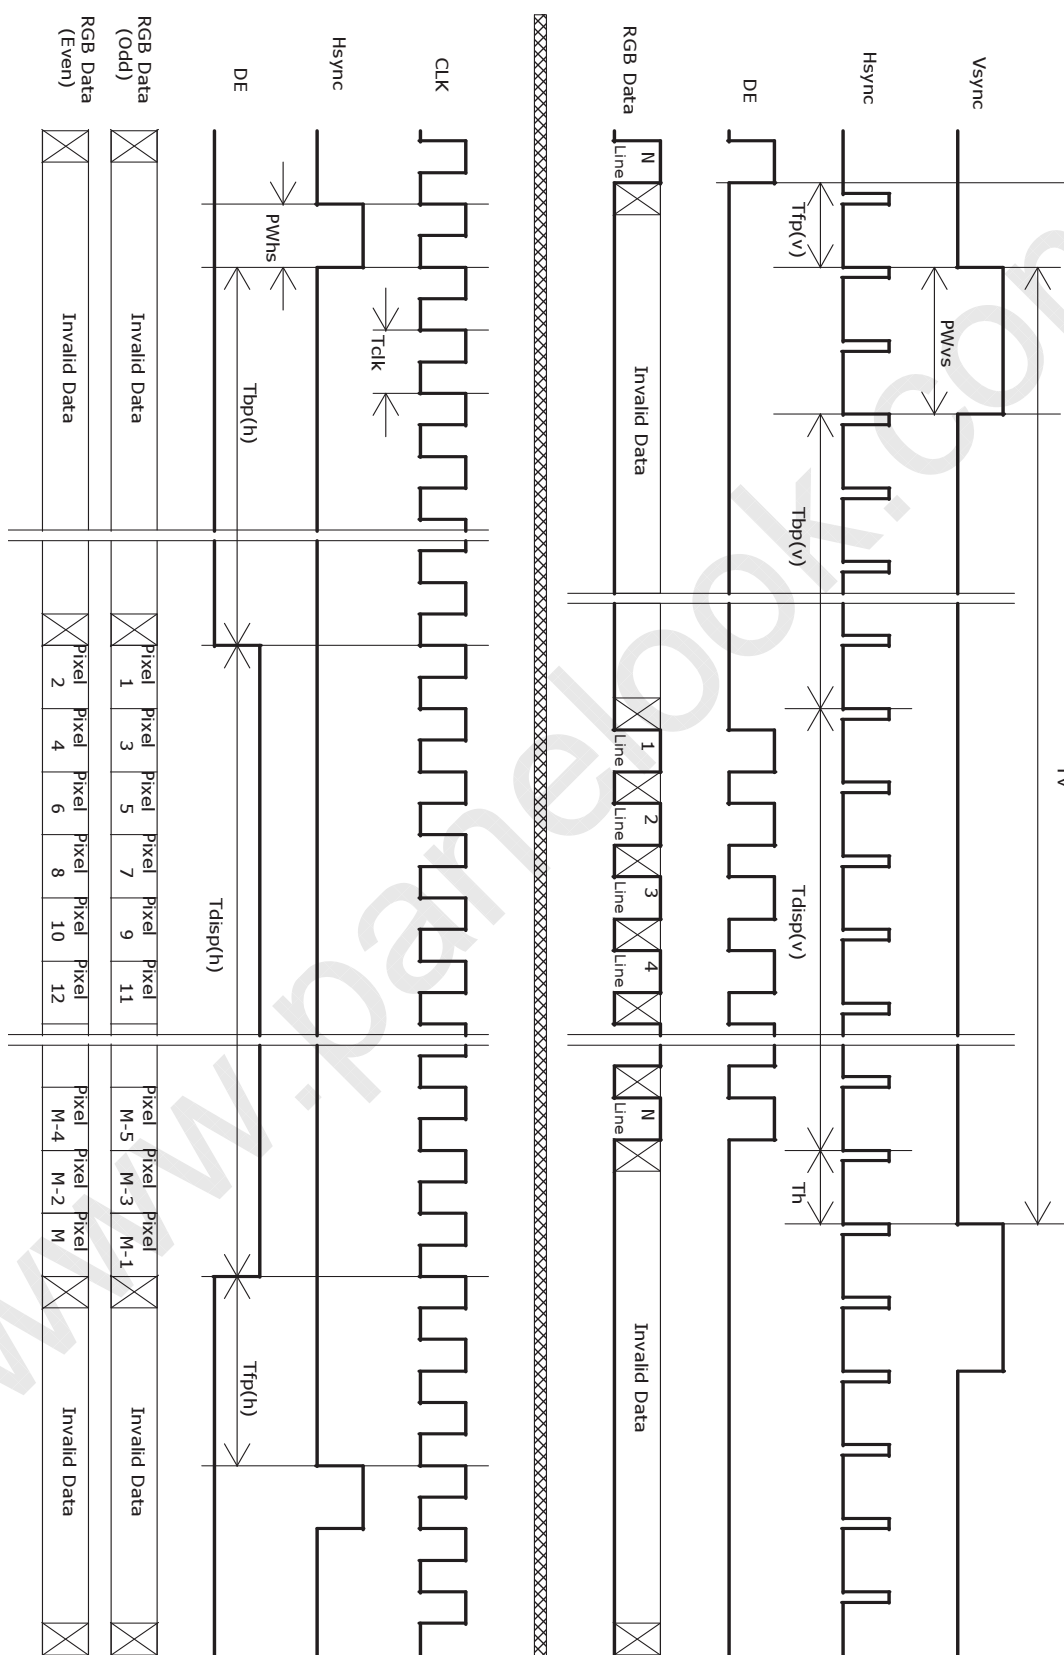 Tv
Vsync
PWvs
Hsync
Tfp(v)
Tbp(v)
Tdisp(v)
Th
DE
RGB Data
N
Line
Invalid Data
1
Line
2
Line
3
Line
4
Line
N
Line
Invalid Data
CLK
Tclk
Hsync
PWhs
Tbp(h)
Tdisp(h)
Tfp(h)
DE
RGB Data
(Odd)
Invalid Data
Pixel
1
Pixel
3
Pixel
5
Pixel
7
Pixel
9
Pixel
11
Pixel
M-5
Pixel
M-3
Pixel
M-1
Invalid Data
RGB Data
(Even)
Invalid Data
Pixel
2
Pixel
4
Pixel
6
Pixel
8
Pixel
10
Pixel
12
Pixel
M-4
Pixel
M-2
Pixel
M
Invalid Data
www.panelook.com